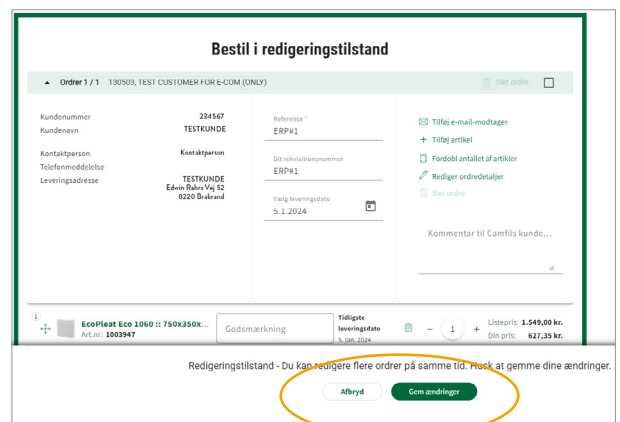 Bestil i redigeringstilstand
Ordrer 1 / 1 130503, TEST CUSTOMER FOR E-COM (ONLY)
Slet ordre
Kundenummer 234567
Kundenavn TESTKUNDE
Kontaktperson Kontaktperson
Telefonmeddelelse
Leveringsadresse TESTKUNDE
Edwin Rahrs Vej 52
8220 Brabrand
Reference *
ERP#1
Dit rekvisitionsnummer
ERP#1
Vælg leveringsdato
5.1.2024
Tilføj e-mail-modtager
Tilføj artikel
Fordobl antallet af artikler
Rediger ordredetaljer
Slet ordre
Kommentar til Camfils kunde...
1
EcoPleat Eco 1060 :: 750x350x...
Art.nr. 1003947
Godsmærkning
Tidligste
leveringsdato
5. jan. 2024
− 1 +
Listepris: 1.549,00 kr.
Din pris: 627,35 kr.
Redigeringstilstand - Du kan redigere flere ordrer på samme tid. Husk at gemme dine ændringer.
Afbryd Gem ændringer